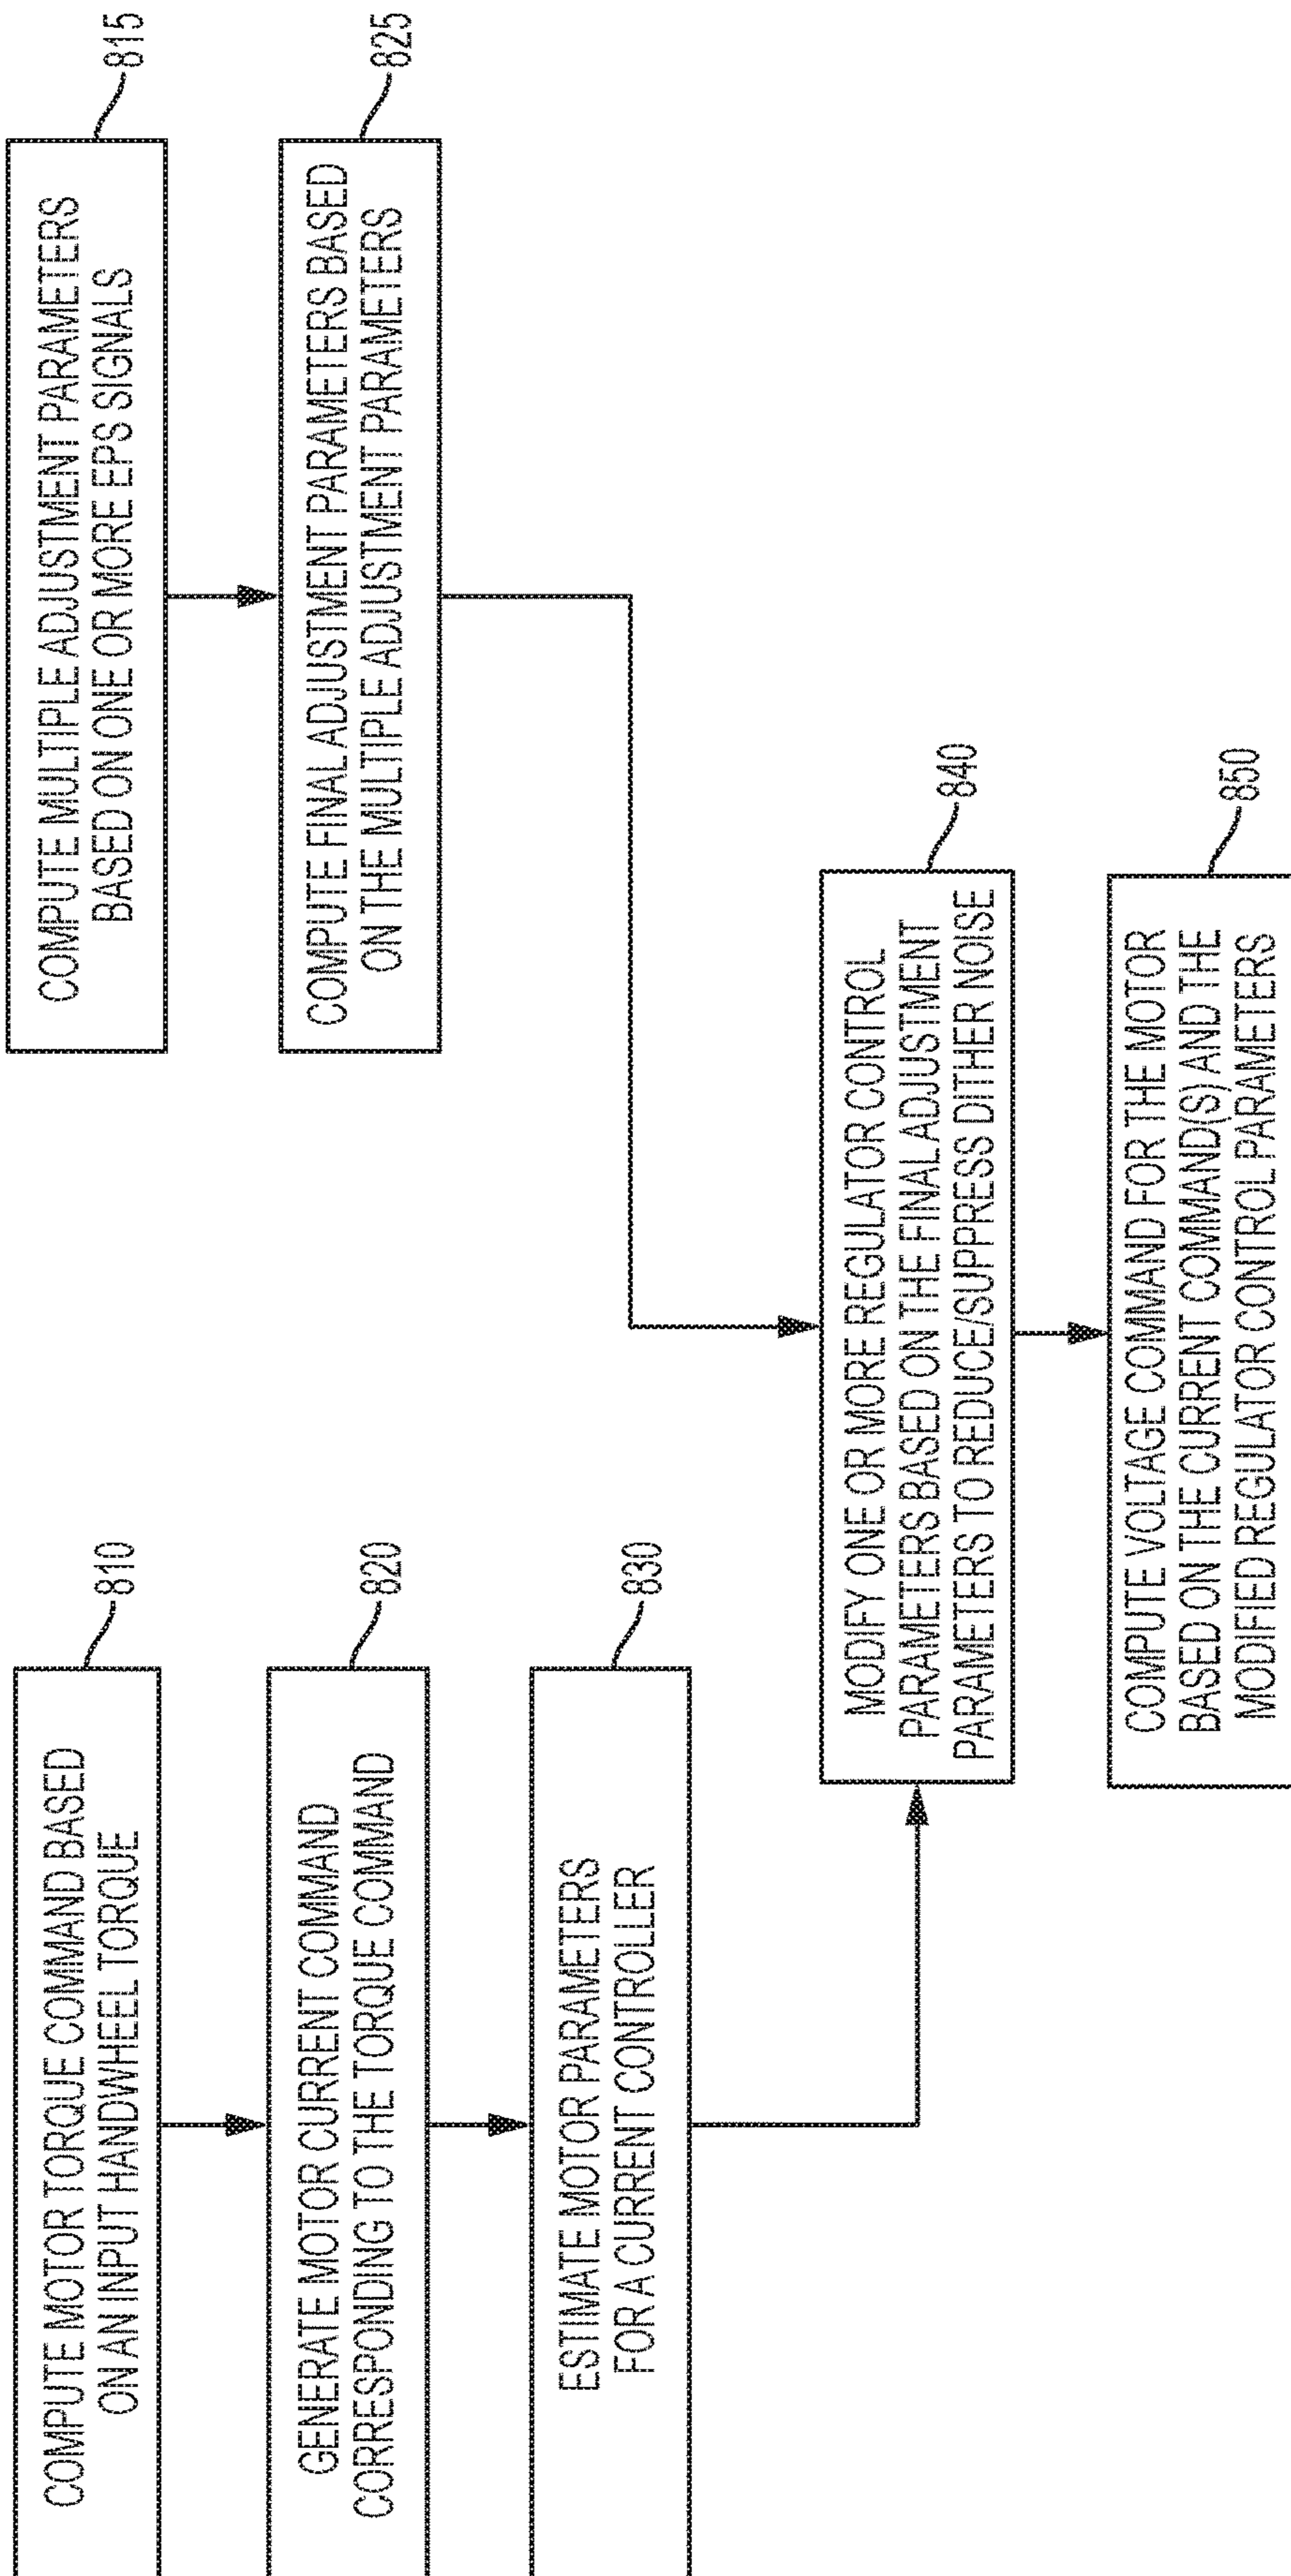 COMPUTE MOTOR TORQUE COMMAND BASED
ON AN INPUT HANDWHEEL TORQUE
810
GENERATE MOTOR CURRENT COMMAND
CORRESPONDING TO THE TORQUE COMMAND
820
ESTIMATE MOTOR PARAMETERS
FOR A CURRENT CONTROLLER
830
COMPUTE MULTIPLE ADJUSTMENT PARAMETERS
BASED ON ONE OR MORE EPS SIGNALS
815
COMPUTE FINAL ADJUSTMENT PARAMETERS BASED
ON THE MULTIPLE ADJUSTMENT PARAMETERS
825
MODIFY ONE OR MORE REGULATOR CONTROL
PARAMETERS BASED ON THE FINAL ADJUSTMENT
PARAMETERS TO REDUCE/SUPPRESS DITHER NOISE
840
COMPUTE VOLTAGE COMMAND FOR THE MOTOR
BASED ON THE CURRENT COMMAND(S) AND THE
MODIFIED REGULATOR CONTROL PARAMETERS
850